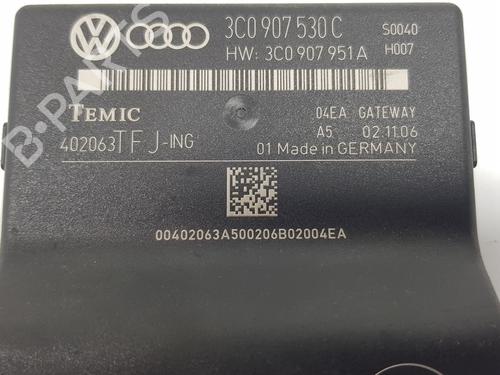 3C0 907 530 C S0040
HW: 3C0 907 951 A H007
TEMIC 04EA GATEWAY
402063TFJ-ING A5 02.11.06
01 Made in GERMANY
00402063A500206B02004EA
B-PARTS